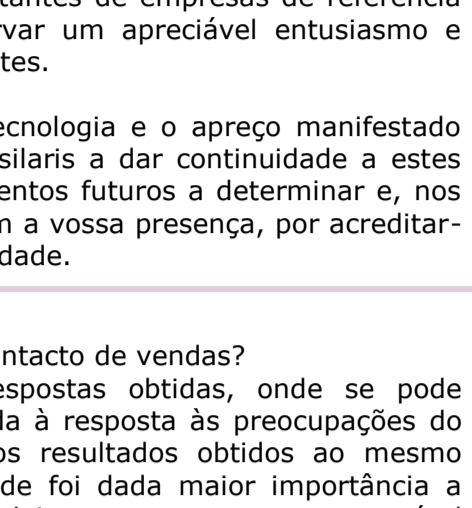 tantes de empresas de referência
rvar um apreciável entusiasmo e
tes.
ecnologia e o apreço manifestado
silaris a dar continuidade a estes
entos futuros a determinar e, nos
m a vossa presença, por acreditar-
dade.
ontacto de vendas?
espostas obtidas, onde se pode
da à resposta às preocupações do
os resultados obtidos ao mesmo
de foi dada maior importância a